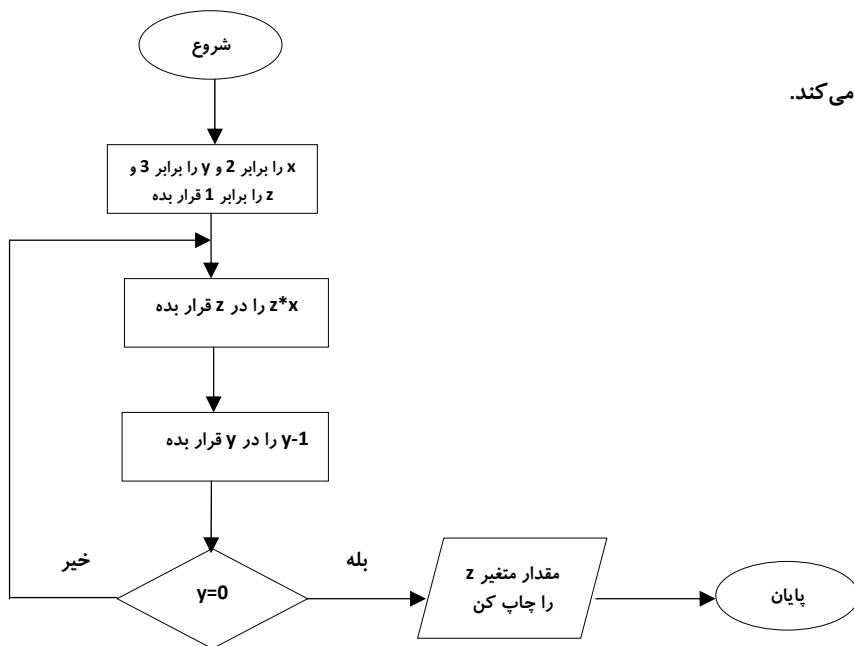 شروع
می‌کند.
x را برابر 2 و y را برابر 3 و
z را برابر 1 قرار بده
z*x را در z قرار بده
y-1 را در y قرار بده
خیر
بله
y=0
مقدار متغیر z
را چاپ کن
پایان